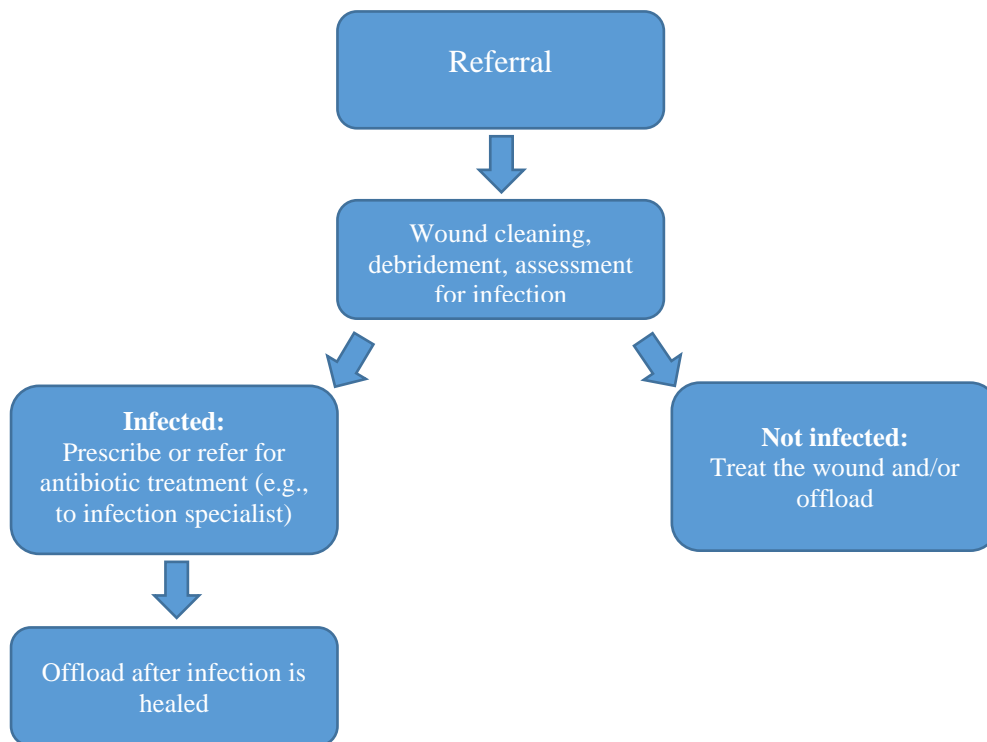 Referral
Wound cleaning,
debridement, assessment
for infection
Infected:
Prescribe or refer for
antibiotic treatment (e.g.,
to infection specialist)
Not infected:
Treat the wound and/or
offload
Offload after infection is
healed